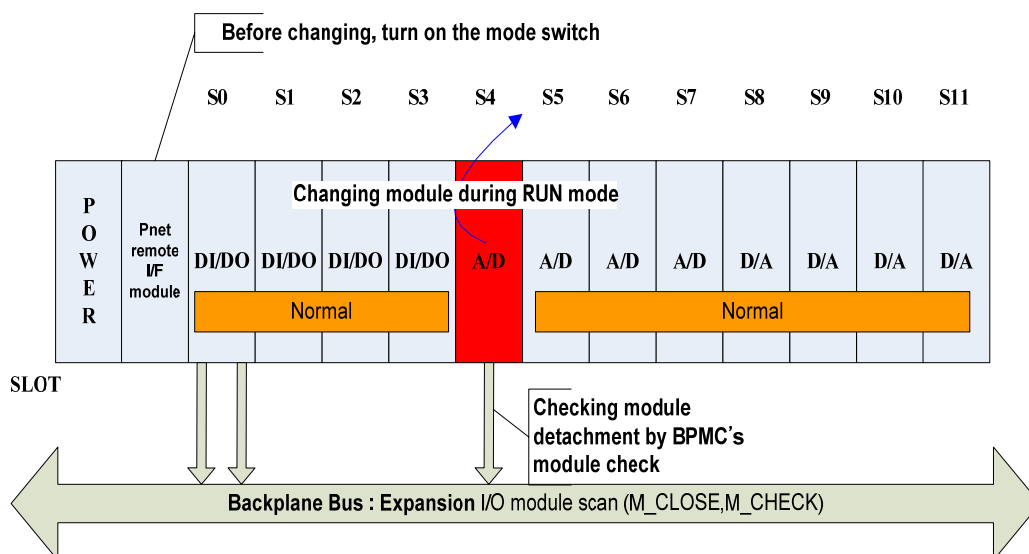 Before changing, turn on the mode switch
S0 S1 S2 S3 S4 S5 S6 S7 S8 S9 S10 S11
POWER
Pnet
remote
I/F
module
Changing module during RUN mode
DI/DO DI/DO DI/DO DI/DO A/D A/D A/D A/D D/A D/A D/A D/A
Normal
Normal
SLOT
Checking module
detachment by BPMC's
module check
Backplane Bus : Expansion I/O module scan (M_CLOSE,M_CHECK)